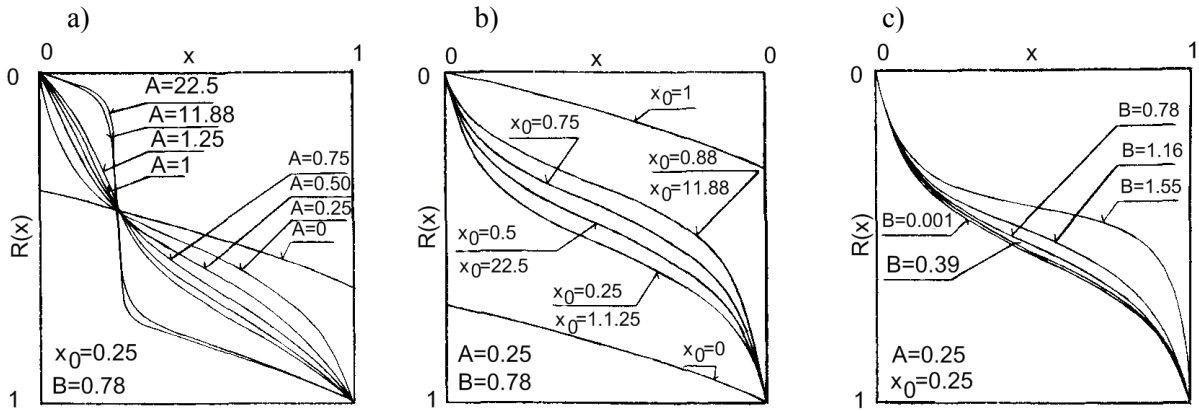 a)
0 x 1
0
A=22.5
A=11.88
A=1.25
A=1
A=0.75
A=0.50
A=0.25
A=0
R(x)
x0=0.25
B=0.78
1
b)
0 x 0
0
x0=1
x0=0.75
x0=0.88
x0=11.88
x0=0.5
x0=22.5
x0=0.25
x0=1.1.25
x0=0
R(x)
A=0.25
B=0.78
1
c)
0 x 1
0
B=0.78
B=1.16
B=1.55
B=0.001
B=0.39
R(x)
A=0.25
x0=0.25
1